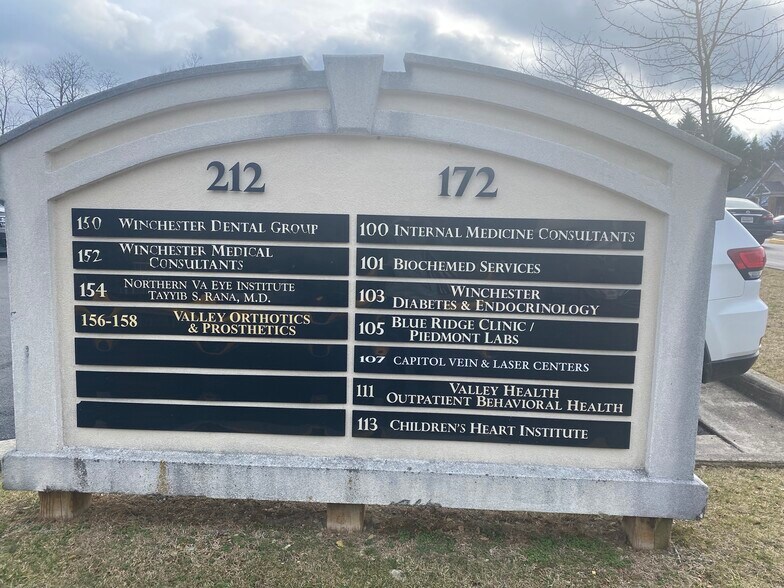 212
150 WINCHESTER DENTAL GROUP
152 WINCHESTER MEDICAL
CONSULTANTS
154 NORTHERN VA EYE INSTITUTE
TAYYIB S. RANA, M.D.
156-158 VALLEY ORTHOTICS
& PROSTHETICS
172
100 INTERNAL MEDICINE CONSULTANTS
101 BIOCHEMED SERVICES
103 WINCHESTER
DIABETES & ENDOCRINOLOGY
105 BLUE RIDGE CLINIC /
PIEDMONT LABS
107 CAPITOL VEIN & LASER CENTERS
111 VALLEY HEALTH
OUTPATIENT BEHAVIORAL HEALTH
113 CHILDREN'S HEART INSTITUTE